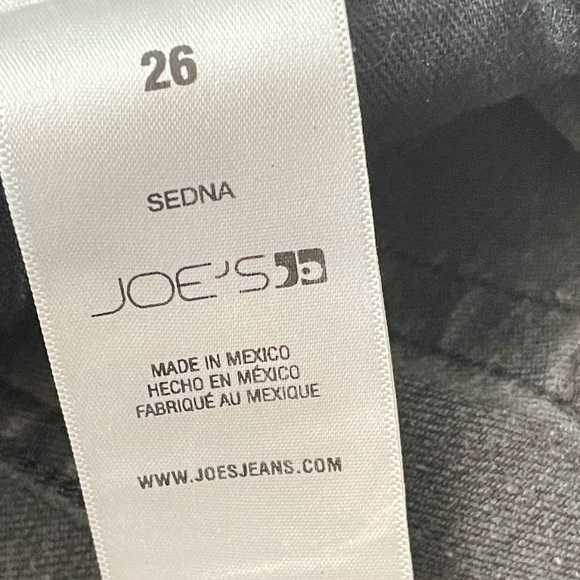 26
SEDNA
JOE'S
MADE IN MEXICO
HECHO EN MÉXICO
FABRIQUÉ AU MEXIQUE
WWW.JOESJEANS.COM